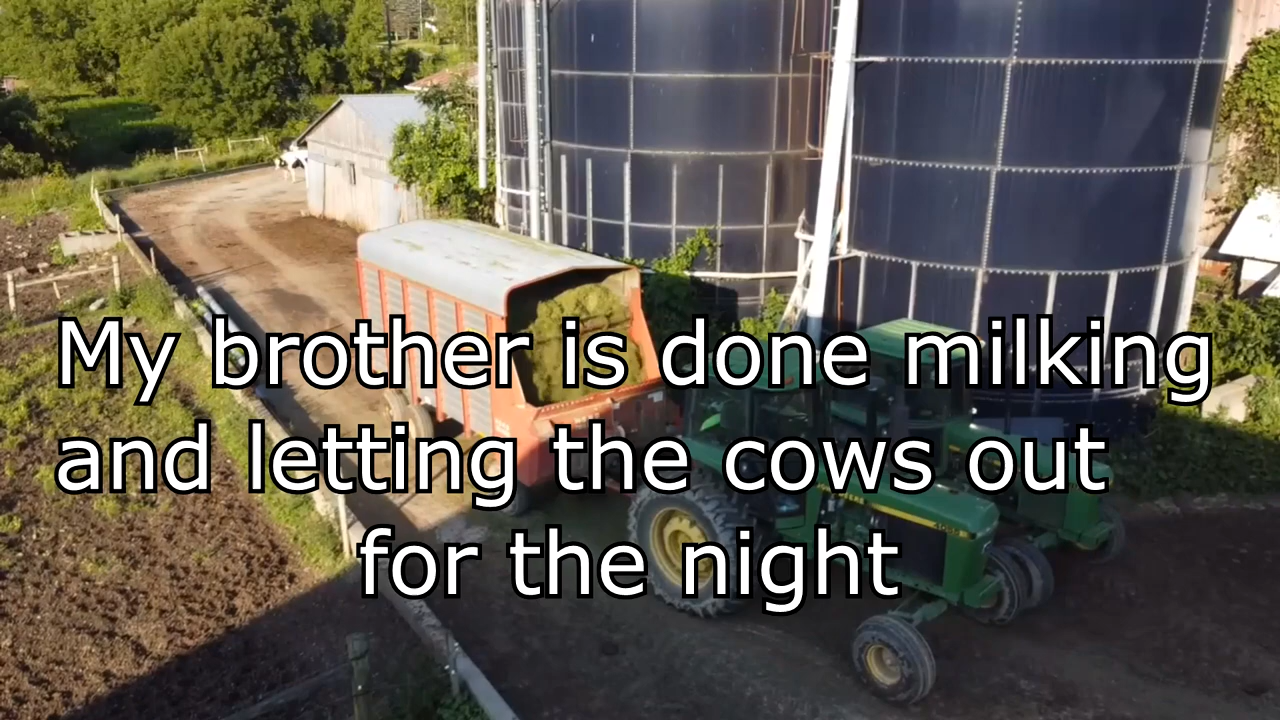 My brother is done milking
and letting the cows out
for the night